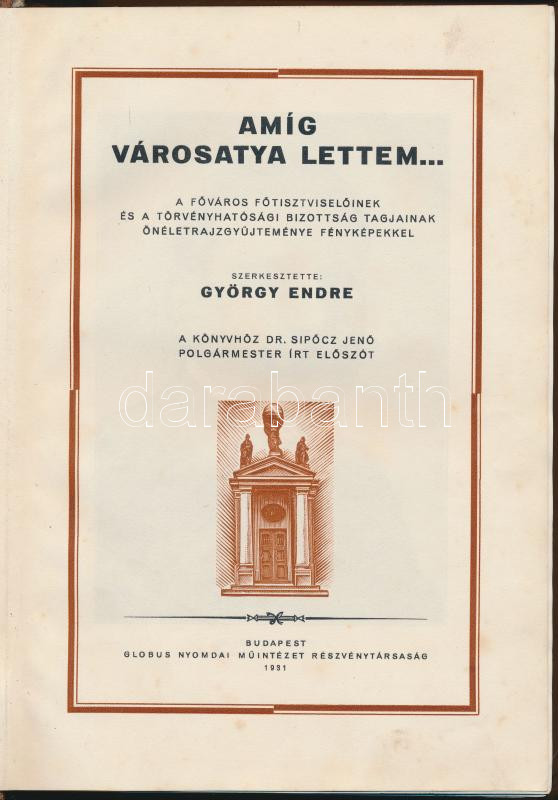 AMÍG
VÁROSATYA LETTEM...
A FŐVÁROS FŐTISZTVISELŐINEK
ÉS A TÖRVÉNYHATÓSÁGI BIZOTTSÁG TAGJAINAK
ÖNÉLETRAJZGYŰJTEMÉNYE FÉNYKÉPEKKEL
SZERKESZTETTE:
GYÖRGY ENDRE
A KÖNYVHÖZ DR. SIPŐCZ JENŐ
POLGÁRMESTER ÍRT ELŐSZÓT
darabanth
BUDAPEST
GLOBUS NYOMDAI MŰINTÉZET RÉSZVÉNYTÁRSASÁG
1931